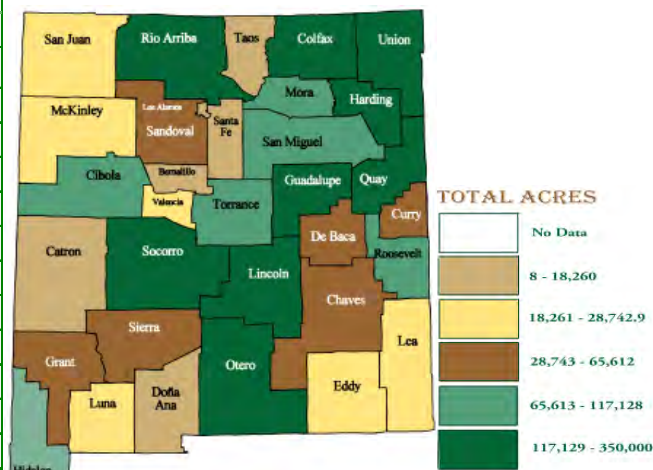 San Juan
Rio Arriba
Taos
Colfax
Union
Mora
Harding
McKinley
Los Alamos
Sandoval
Santa
Fe
San Miguel
Cibola
Bernalillo
Valencia
Torrance
Guadalupe
Quay
Curry
De Baca
Roosevelt
Catron
Socorro
Lincoln
Chaves
Sierra
Grant
Otero
Lea
Eddy
Luna
Doña
Ana
Hidalgo
TOTAL ACRES
No Data
8 - 18,260
18,261 - 28,742.9
28,743 - 65,612
65,613 - 117,128
117,129 - 350,000